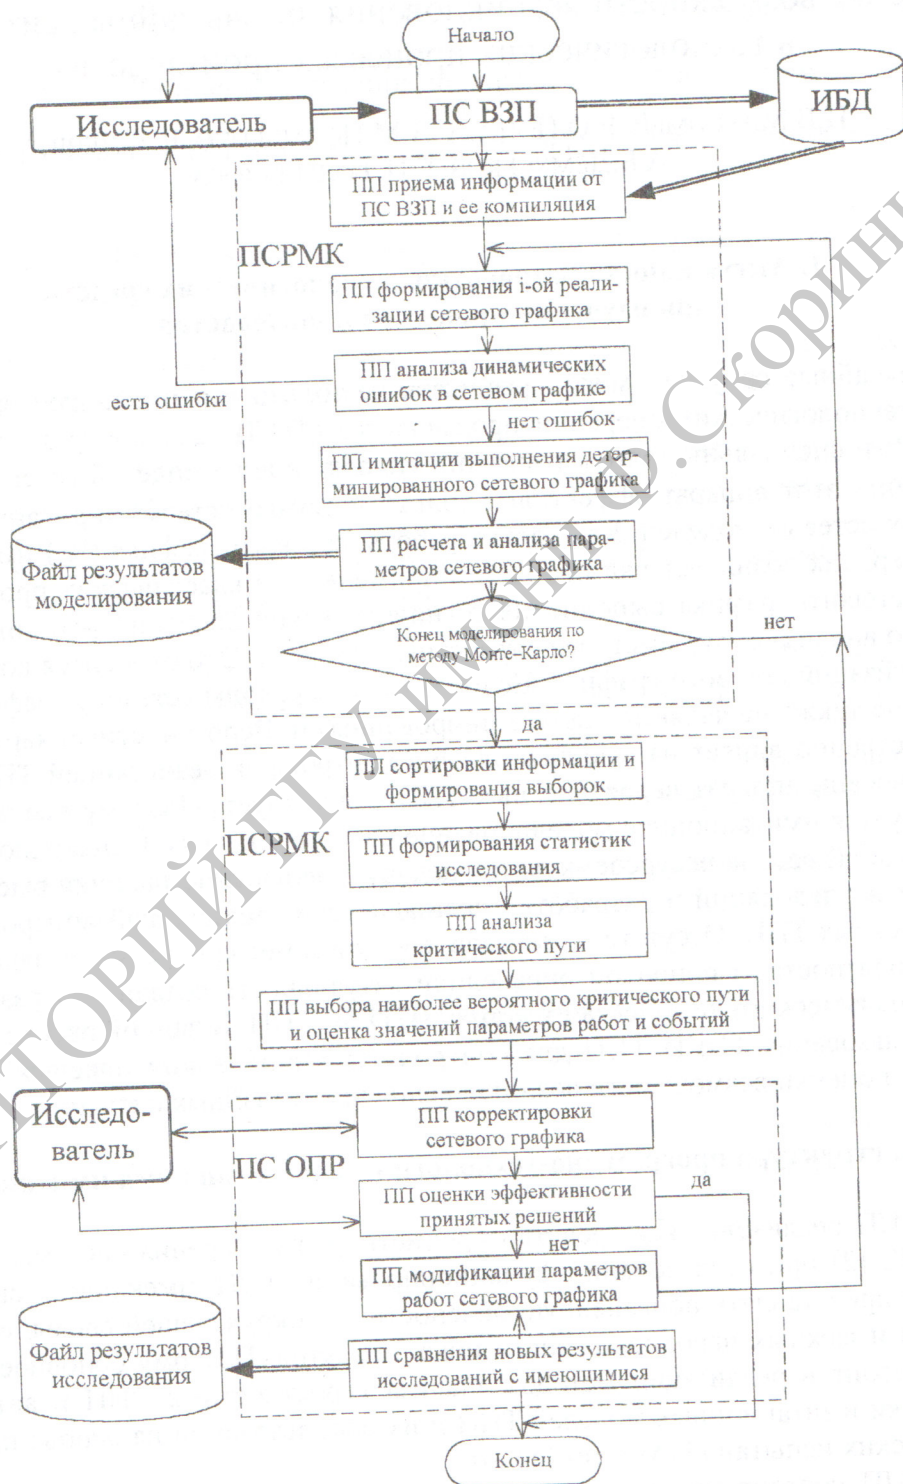 Начало
Исследователь
ПС ВЗП
ИБД
ПП приема информации от
ПС ВЗП и ее компиляция
ПСРМК
ПП формирования i-ой реали-
зации сетевого графика
ПП анализа динамических
ошибок в сетевом графике
есть ошибки
нет ошибок
ПП имитации выполнения детер-
минированного сетевого графика
Файл результатов
моделирования
ПП расчета и анализа пара-
метров сетевого графика
Конец моделирования по
методу Монте–Карло?
нет
да
ПП сортировки информации и
формирования выборок
ПСРМК
ПП формирования статистик
исследования
ПП анализа
критического пути
ПП выбора наиболее вероятного критического пути
и оценка значений параметров работ и событий
Исследо-
ватель
ПП корректировки
сетевого графика
ПС ОПР
ПП оценки эффективности
принятых решений
да
нет
ПП модификации параметров
работ сетевого графика
Файл результатов
исследования
ПП сравнения новых результатов
исследований с имеющимися
Конец
ИТОРИЙ ГГУ имени Ф.Скорин